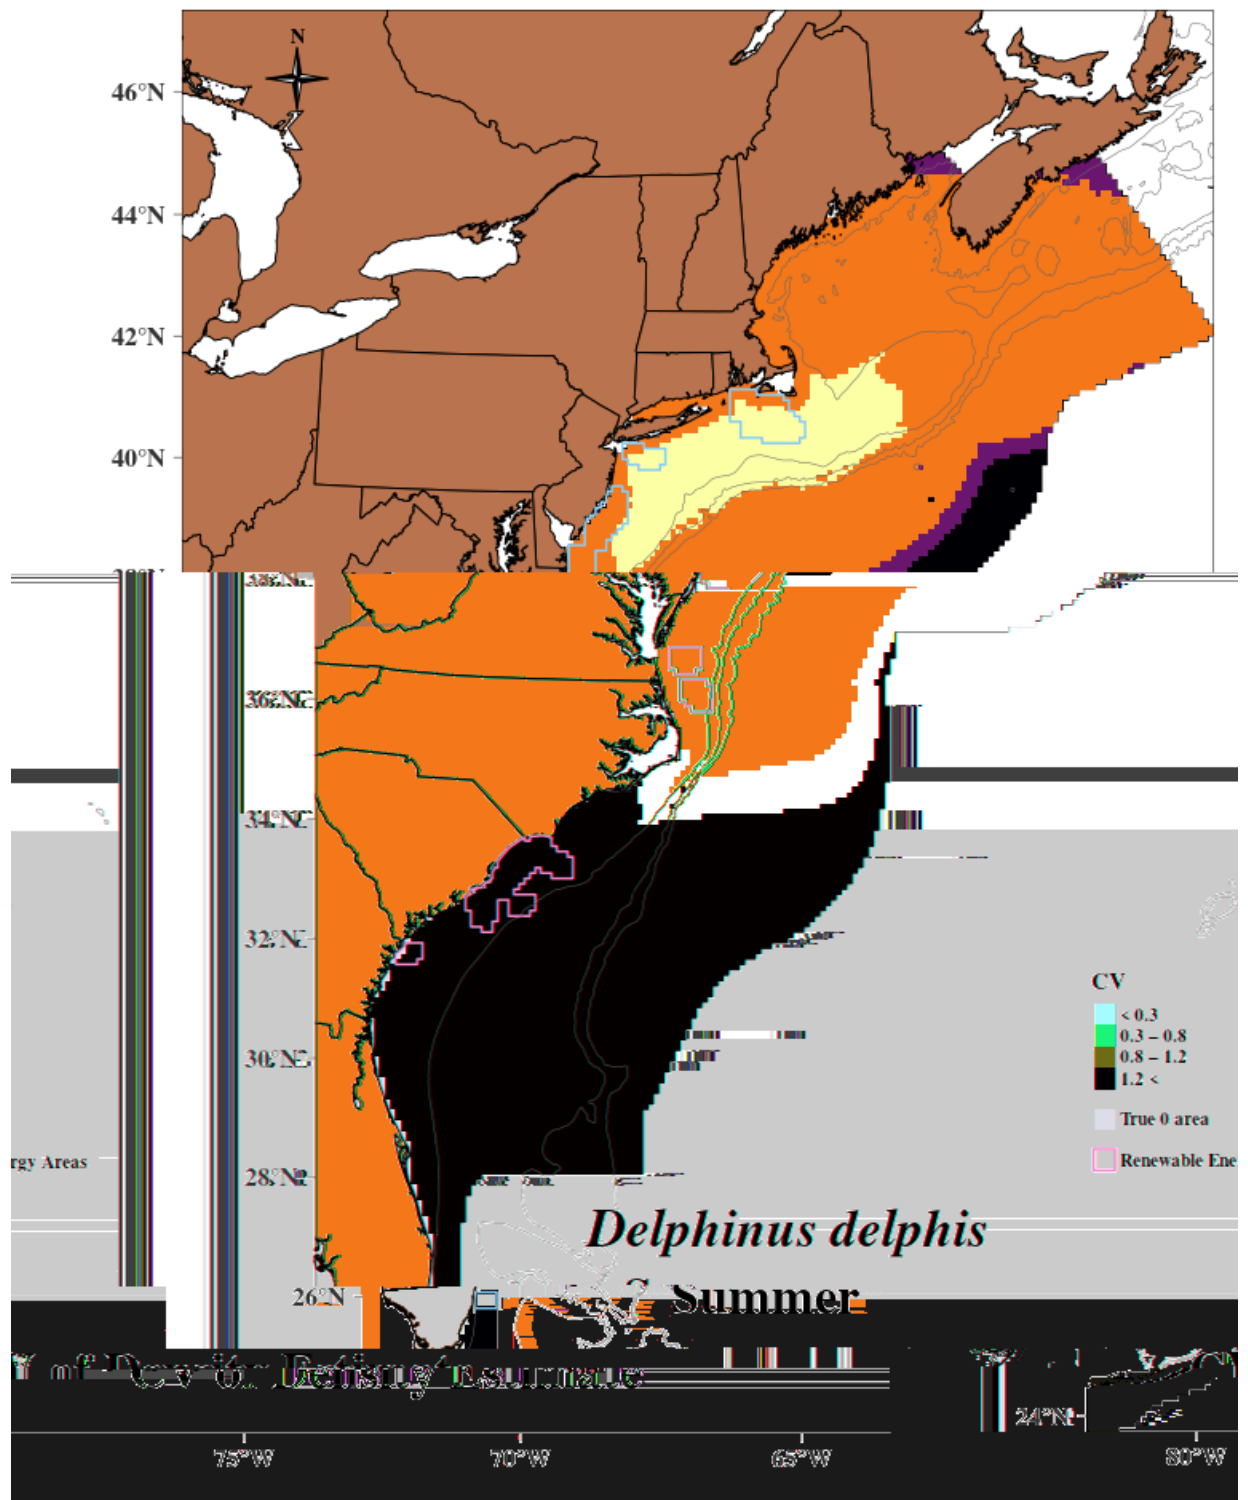 N
46°N
44°N
42°N
40°N
36°N
34°N
32°N
30°N
28°N
CV
< 0.3
0.3 – 0.8
0.8 – 1.2
1.2 <
True 0 area
Renewable Ene
rgy Areas
Delphinus delphis
Summer
26°N
24°N
75°W
70°W
65°W
80°W